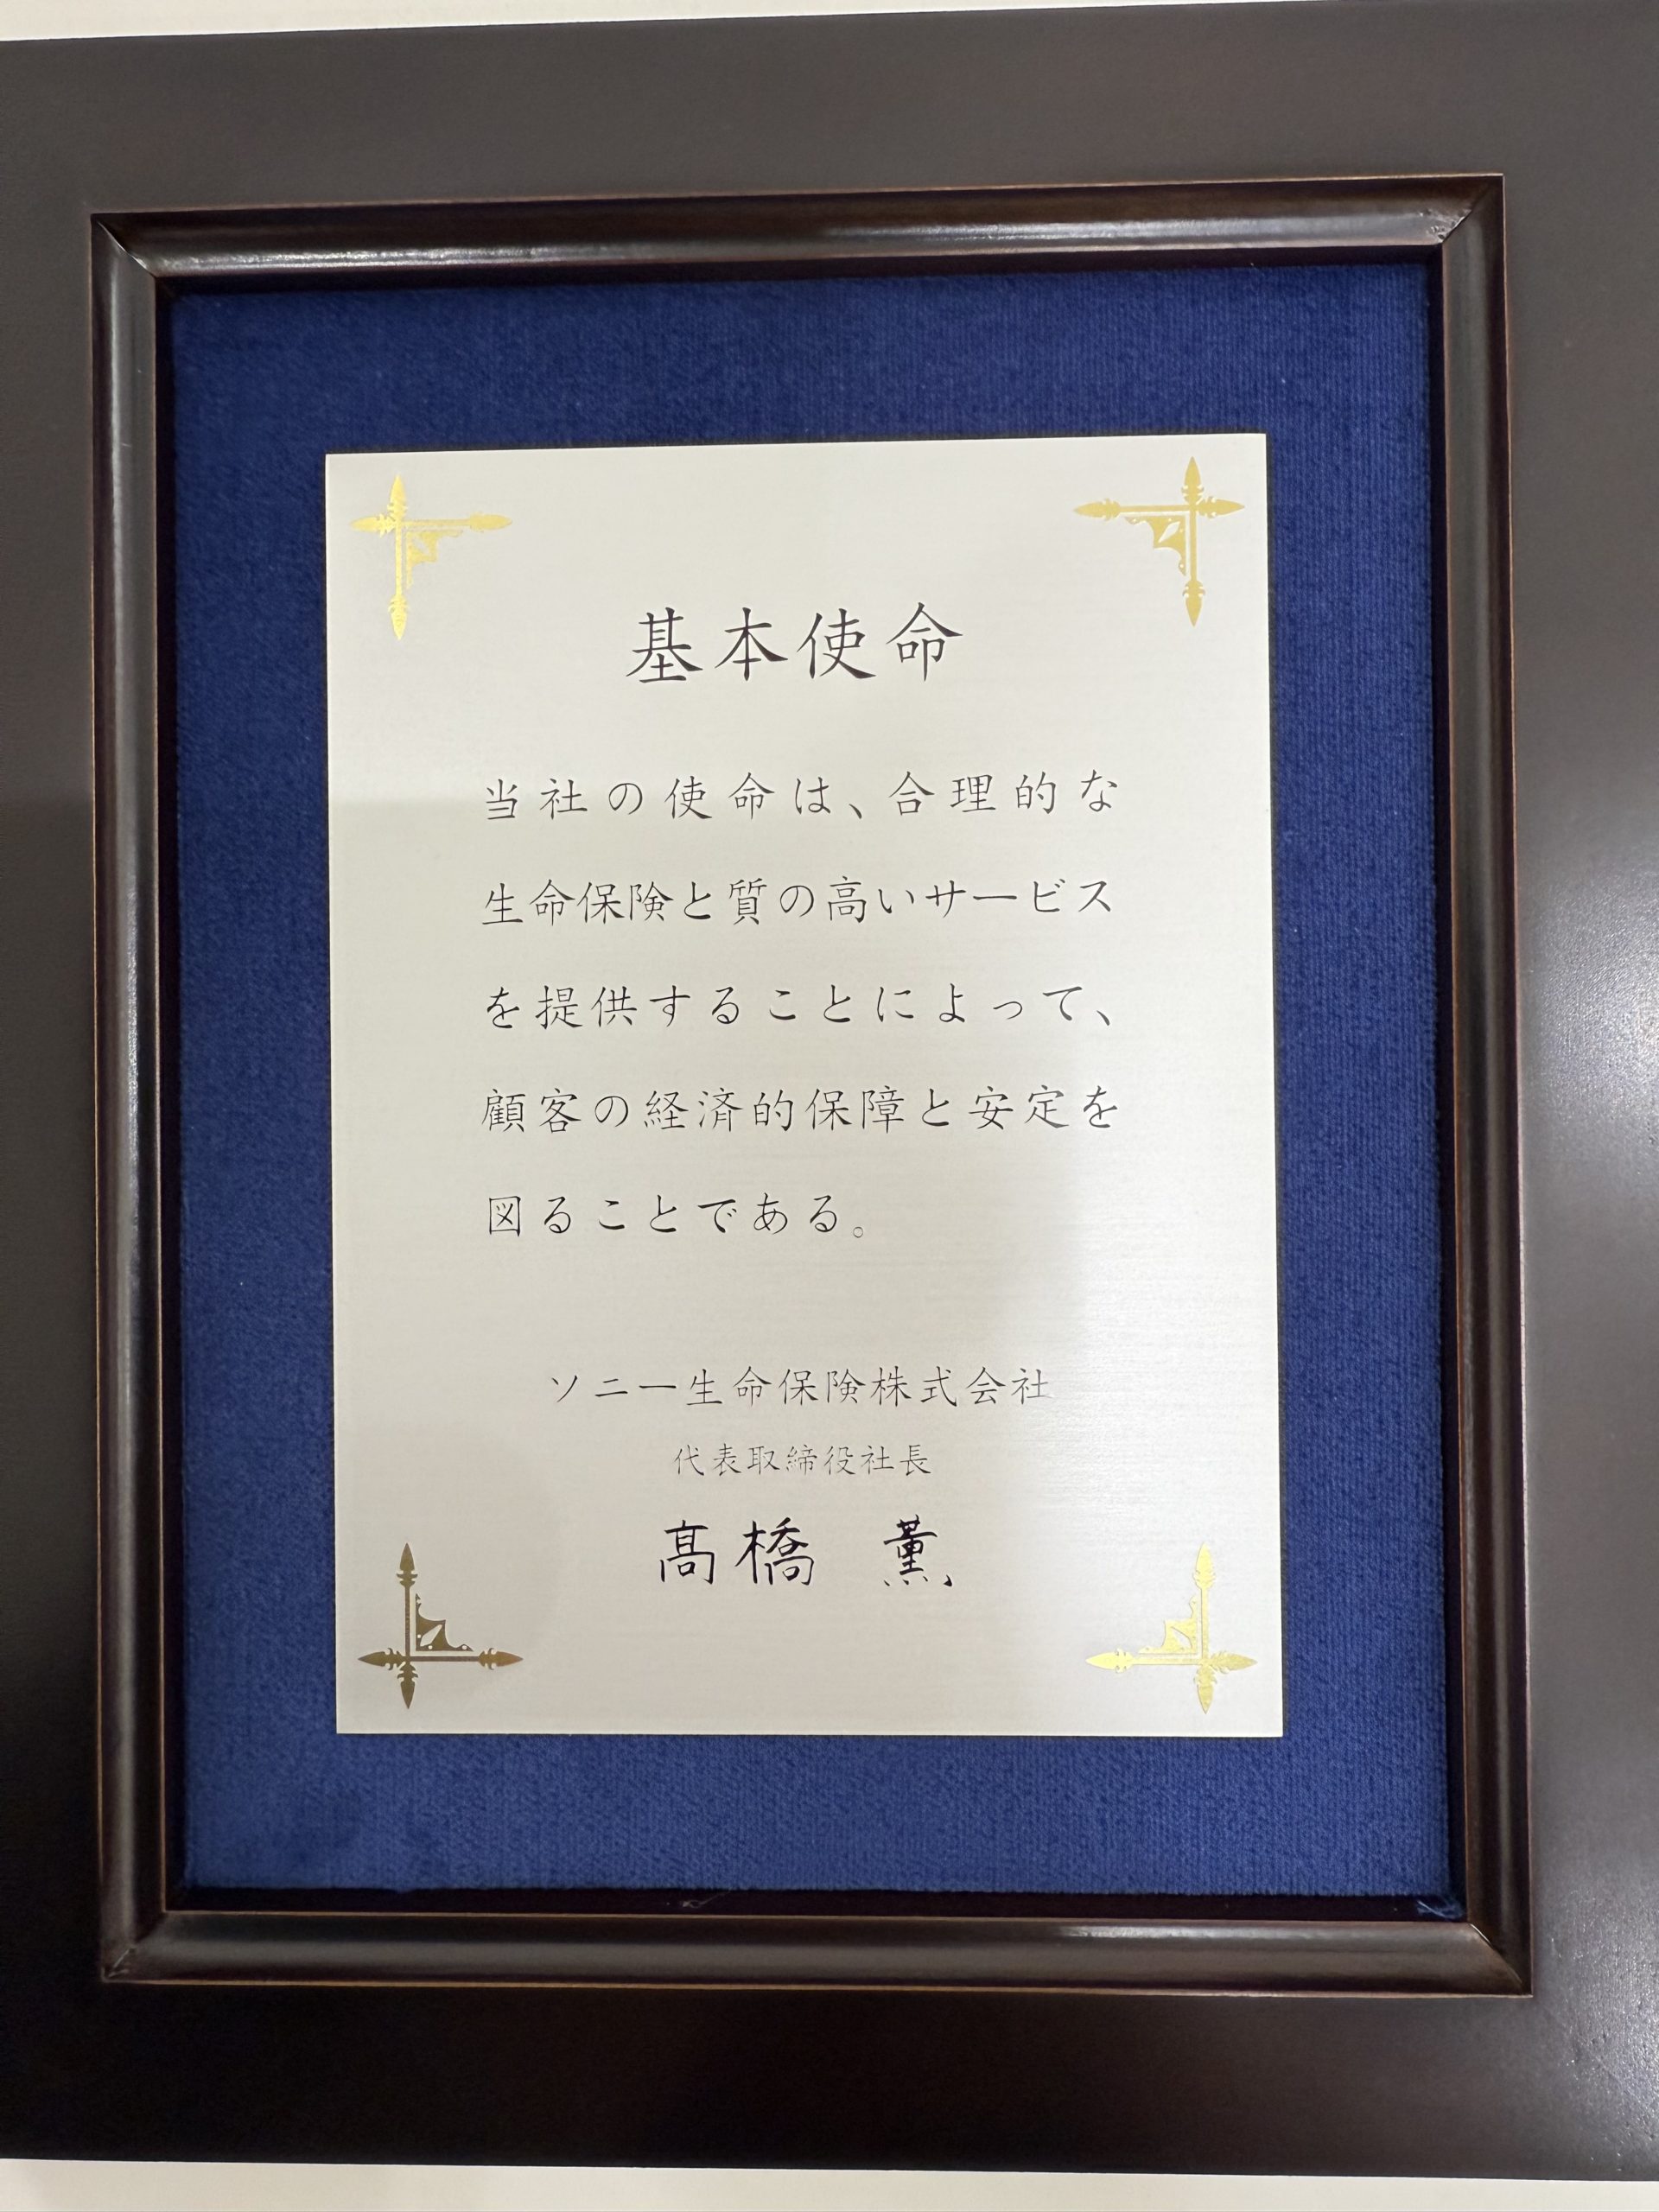 基本使命
当社の使命は、合理的な
生命保険と質の高いサービス
を提供することによって、
顧客の経済的保障と安定を
図ることである。
ソニー生命保険株式会社
代表取締役社長
髙橋 薫